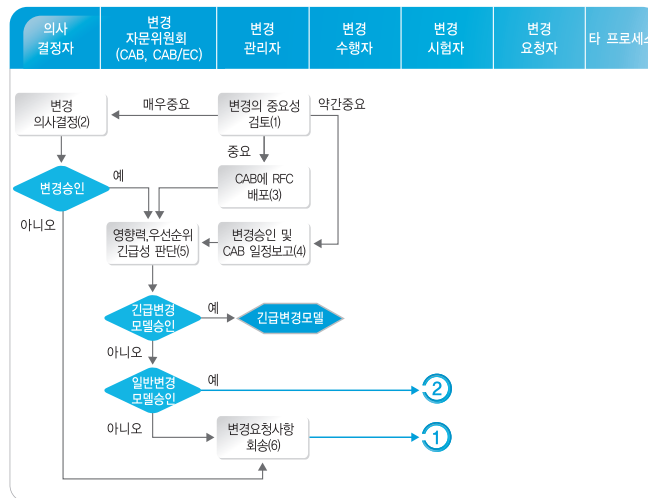 의사
결정자
변경
자문위원회
(CAB, CAB/EC)
변경
관리자
변경
수행자
변경
시험자
변경
요청자
타 프로세스
변경
의사결정(2)
매우중요
변경의 중요성
검토(1)
약간중요
중요
변경승인
예
CAB에 RFC
배포(3)
아니오
영향력,우선순위
긴급성 판단(5)
변경승인 및
CAB 일정보고(4)
긴급변경
모델승인
예
긴급변경모델
아니오
일반변경
모델승인
예
2
아니오
변경요청사항
회송(6)
1